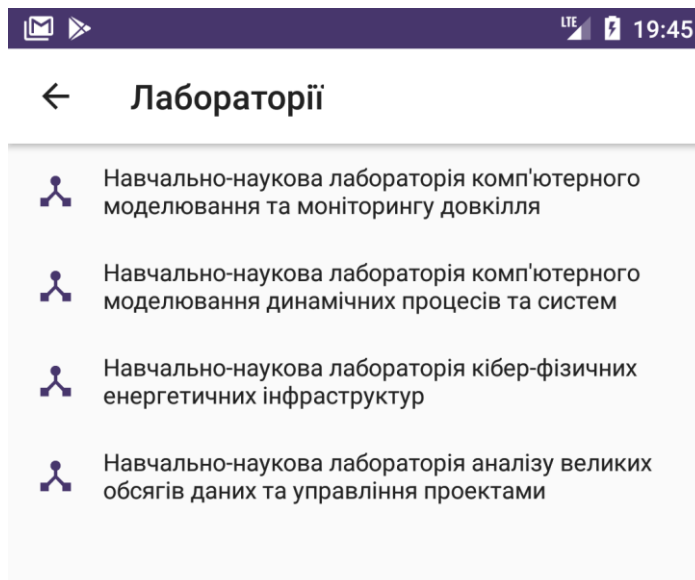 LTE 19:45
Лабораторії
Навчально-наукова лабораторія комп'ютерного
моделювання та моніторингу довкілля
Навчально-наукова лабораторія комп'ютерного
моделювання динамічних процесів та систем
Навчально-наукова лабораторія кібер-фізичних
енергетичних інфраструктур
Навчально-наукова лабораторія аналізу великих
обсягів даних та управління проектами